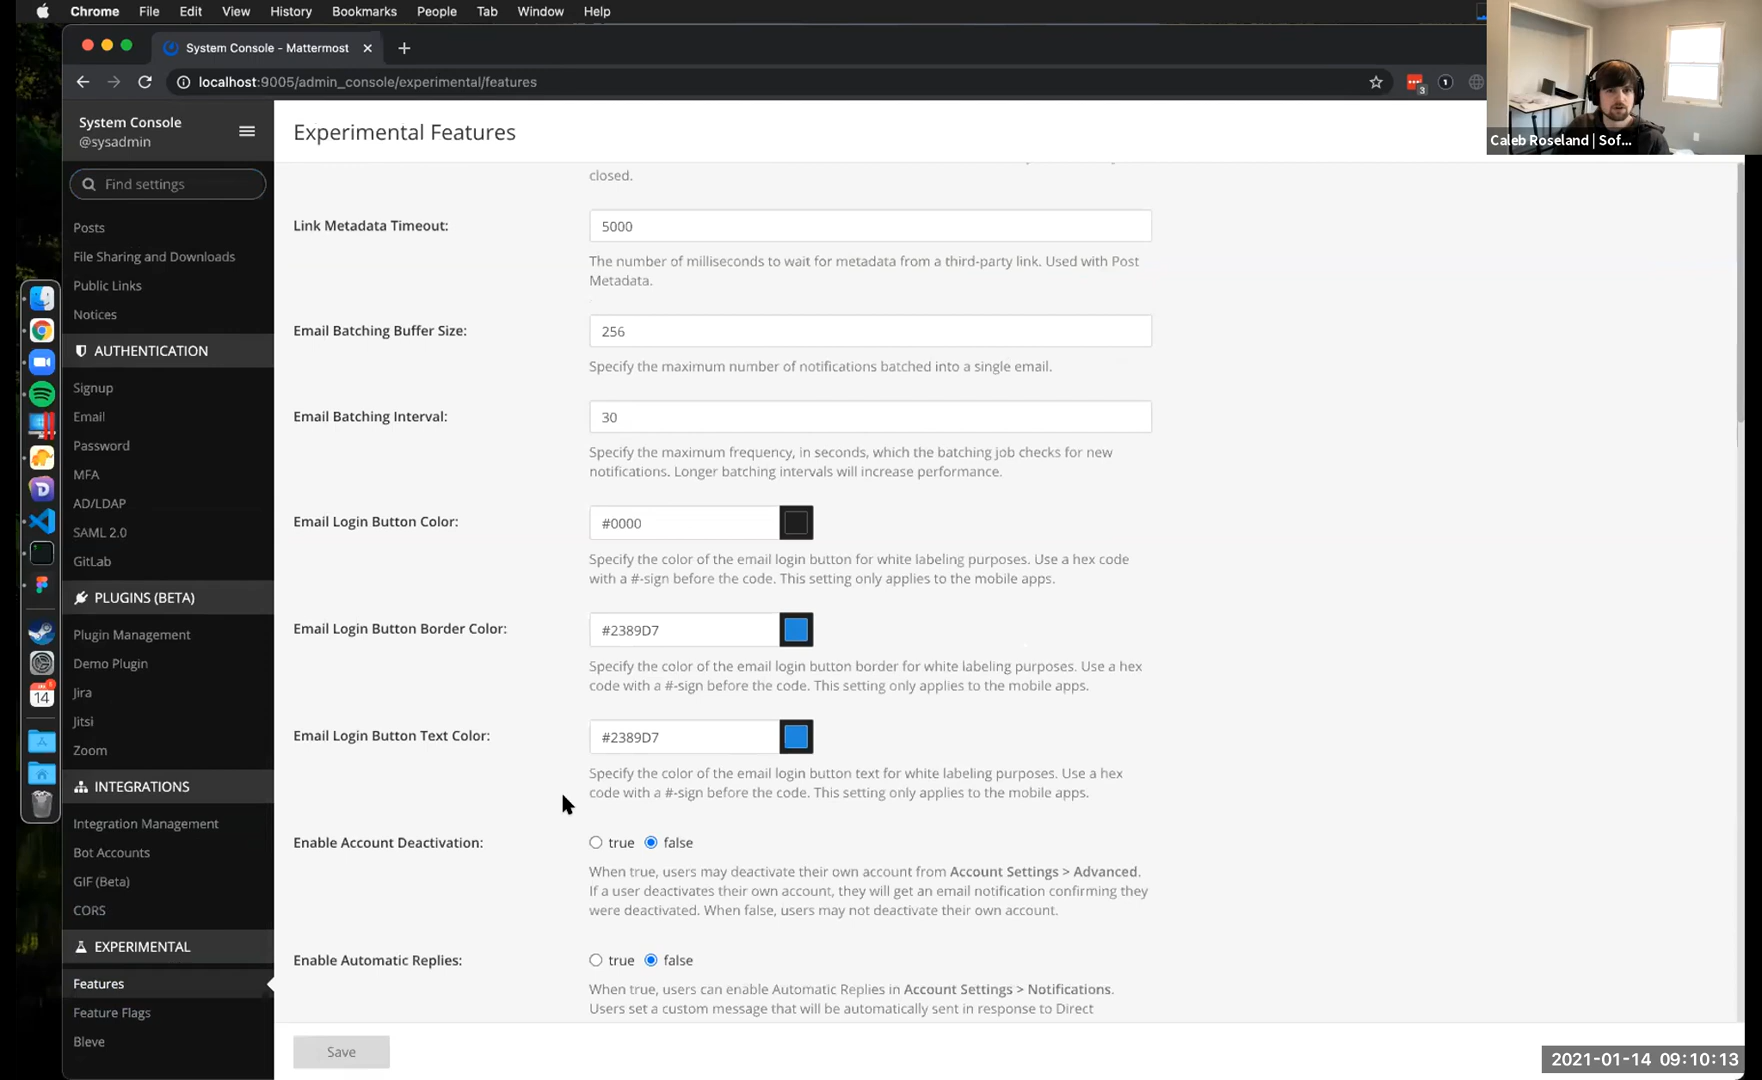 Chrome File Edit View History Bookmarks People Tab Window Help
System Console - Mattermost
localhost:9005/admin_console/experimental/features
3
1
Caleb Roseland | Sof...
System Console
@sysadmin
Find settings
Posts
File Sharing and Downloads
Public Links
Notices
AUTHENTICATION
Signup
Email
Password
MFA
AD/LDAP
SAML 2.0
GitLab
PLUGINS (BETA)
Plugin Management
Demo Plugin
Jira
Jitsi
Zoom
INTEGRATIONS
Integration Management
Bot Accounts
GIF (Beta)
CORS
EXPERIMENTAL
Features
Feature Flags
Bleve
14
Experimental Features
closed.
Link Metadata Timeout:
5000
The number of milliseconds to wait for metadata from a third-party link. Used with Post
Metadata.
Email Batching Buffer Size:
256
Specify the maximum number of notifications batched into a single email.
Email Batching Interval:
30
Specify the maximum frequency, in seconds, which the batching job checks for new
notifications. Longer batching intervals will increase performance.
Email Login Button Color:
#0000
Specify the color of the email login button for white labeling purposes. Use a hex code
with a #-sign before the code. This setting only applies to the mobile apps.
Email Login Button Border Color:
#2389D7
Specify the color of the email login button border for white labeling purposes. Use a hex
code with a #-sign before the code. This setting only applies to the mobile apps.
Email Login Button Text Color:
#2389D7
Specify the color of the email login button text for white labeling purposes. Use a hex
code with a #-sign before the code. This setting only applies to the mobile apps.
Enable Account Deactivation:
true false
When true, users may deactivate their own account from Account Settings > Advanced.
If a user deactivates their own account, they will get an email notification confirming they
were deactivated. When false, users may not deactivate their own account.
Enable Automatic Replies:
true false
When true, users can enable Automatic Replies in Account Settings > Notifications.
Users set a custom message that will be automatically sent in response to Direct
Save
2021-01-14 09:10:13